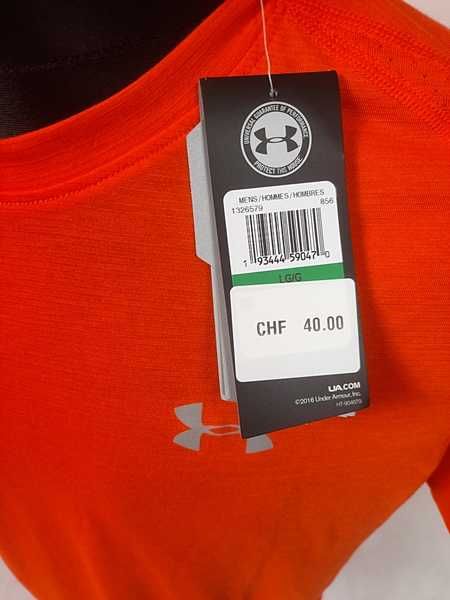 UNIVERSAL GUARANTEE OF PERFORMANCE
PROTECT THIS HOUSE
MENS/HOMMES/HOMBRES
1326579 856
1 93444 59047 0
LG/G
CHF 40.00
UA.COM
©2018 Under Armour, Inc.